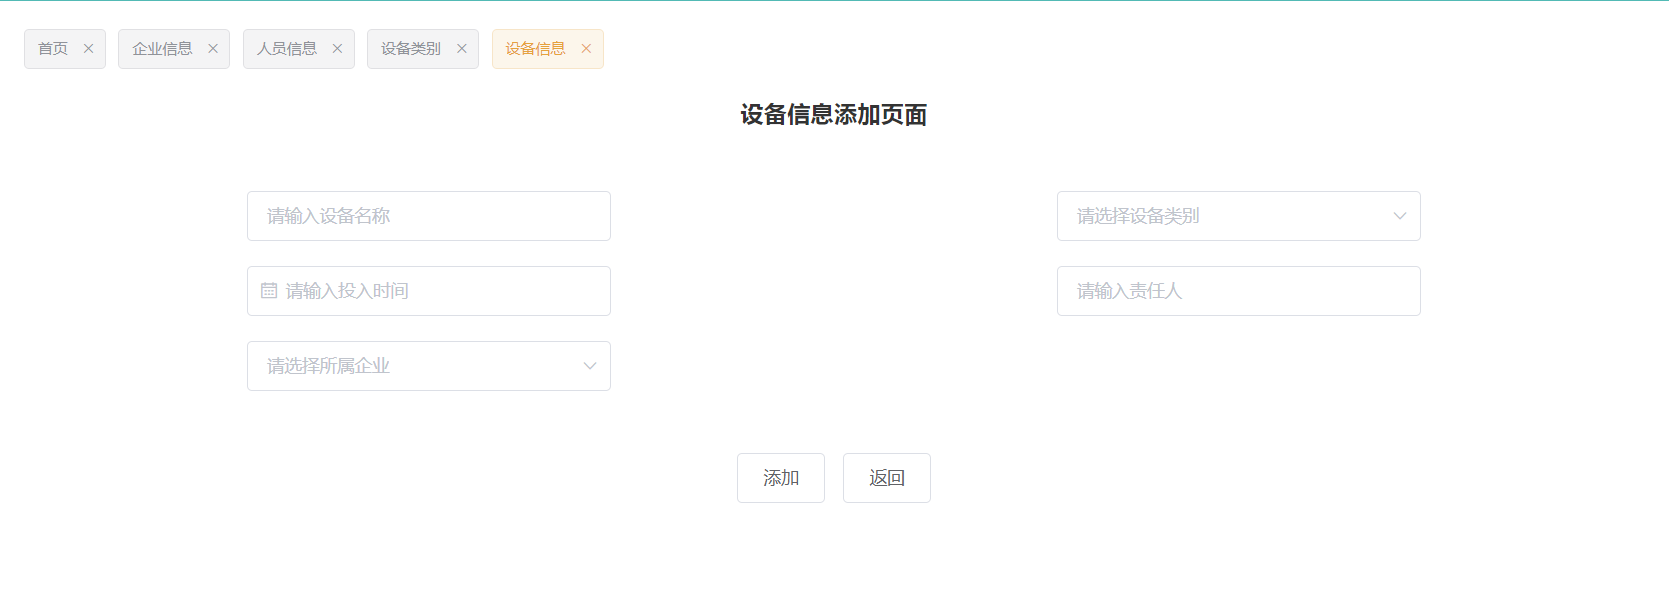 首页 企业信息 人员信息 设备类别 设备信息
设备信息添加页面
请输入设备名称 请选择设备类别
请输入投入时间 请输入责任人
请选择所属企业
添加 返回